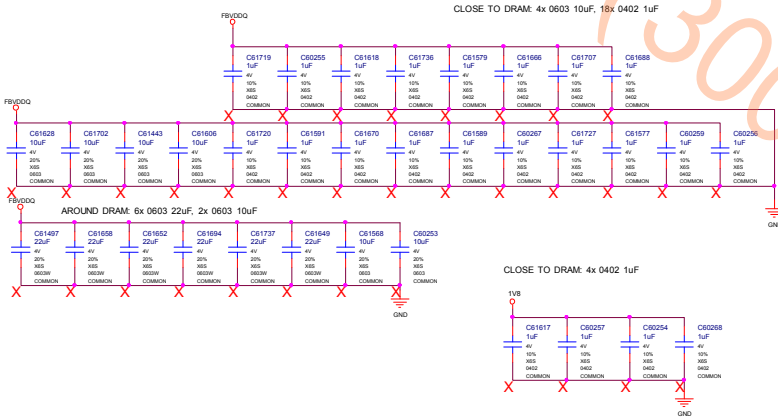 CLOSE TO DRAM: 4x 0603 10uF, 18x 0402 1uF
FBVDDQ
C61719 C60255 C61618 C61736 C61579 C61666 C61707 C61688
1uF 1uF 1uF 1uF 1uF 1uF 1uF 1uF
4V 4V 4V 4V 4V 4V 4V 4V
10% 10% 10% 10% 10% 10% 10% 10%
X6S X6S X6S X6S X6S X6S X6S X6S
0402 0402 0402 0402 0402 0402 0402 0402
COMMON COMMON COMMON COMMON COMMON COMMON COMMON COMMON
FBVDDQ
C61628 C61702 C61443 C61606 C61720 C61591 C61670 C61687 C61589 C60267 C61727 C61577 C60259 C60256
10uF 10uF 10uF 10uF 1uF 1uF 1uF 1uF 1uF 1uF 1uF 1uF 1uF 1uF
4V 4V 4V 4V 4V 4V 4V 4V 4V 4V 4V 4V 4V 4V
20% 20% 20% 20% 10% 10% 10% 10% 10% 10% 10% 10% 10% 10%
X6S X6S X6S X6S X6S X6S X6S X6S X6S X6S X6S X6S X6S X6S
0603 0603 0603 0603 0402 0402 0402 0402 0402 0402 0402 0402 0402 0402
COMMON COMMON COMMON COMMON COMMON COMMON COMMON COMMON COMMON COMMON COMMON COMMON COMMON COMMON
GND
FBVDDQ
AROUND DRAM: 6x 0603 22uF, 2x 0603 10uF
C61497 C61658 C61652 C61694 C61737 C61649 C61568 C60253
22uF 22uF 22uF 22uF 22uF 22uF 10uF 10uF
4V 4V 4V 4V 4V 4V 4V 4V
20% 20% 20% 20% 20% 20% 20% 20%
X6S X6S X6S X6S X6S X6S X6S X6S
0603W 0603W 0603W 0603W 0603W 0603W 0603 0603
COMMON COMMON COMMON COMMON COMMON COMMON COMMON COMMON
GND
CLOSE TO DRAM: 4x 0402 1uF
1V8
C61617 C60257 C60254 C60268
1uF 1uF 1uF 1uF
4V 4V 4V 4V
10% 10% 10% 10%
X6S X6S X6S X6S
0402 0402 0402 0402
COMMON COMMON COMMON COMMON
GND